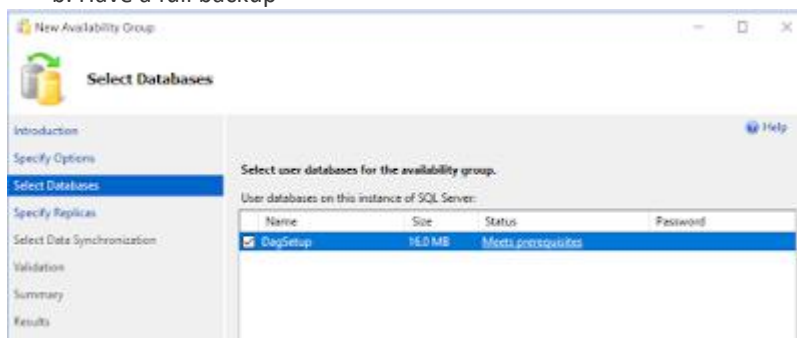 b. Have a full backup
New Availability Group
Select Databases
Introduction
Help
Specify Options
Select user databases for the availability group.
Select Databases
User databases on this instance of SQL Server:
Specify Replicas
Name Size Status Password
Select Data Synchronization
DagSetup 16.0 MB Meets prerequisites
Validation
Summary
Results